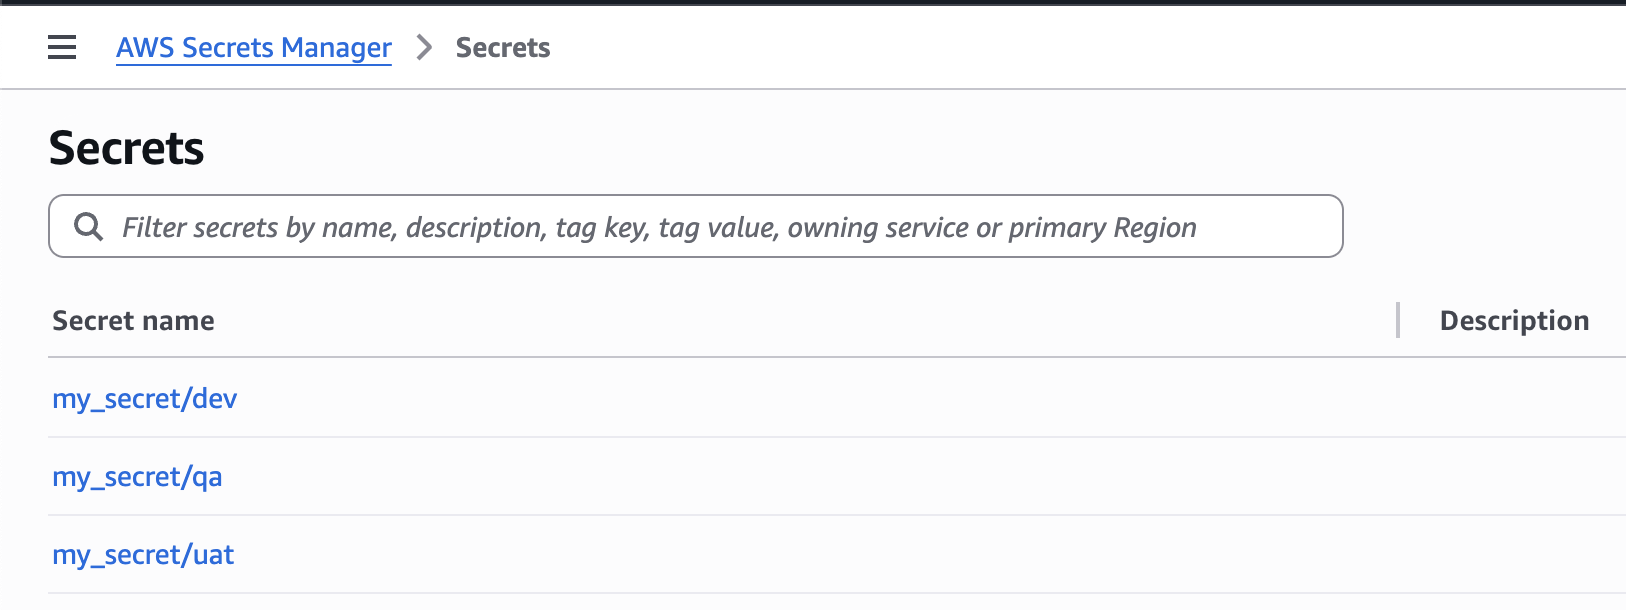 AWS Secrets Manager > Secrets
Secrets
Filter secrets by name, description, tag key, tag value, owning service or primary Region
Secret name | Description
my_secret/dev
my_secret/qa
my_secret/uat